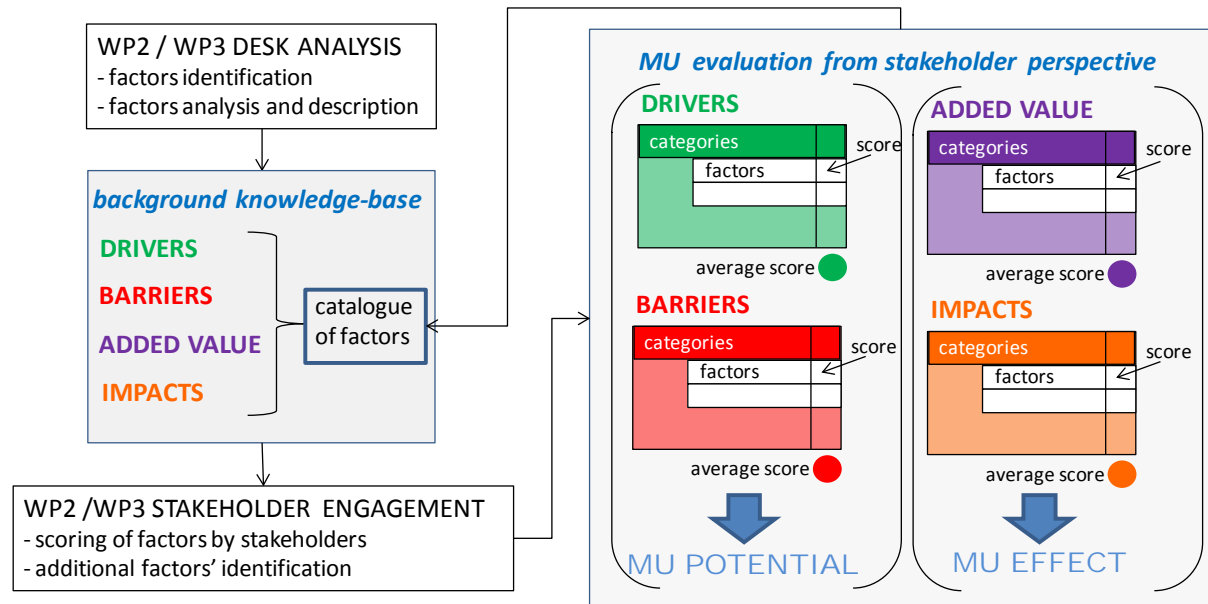 WP2 / WP3 DESK ANALYSIS
- factors identification
- factors analysis and description
background knowledge-base
DRIVERS
BARRIERS
ADDED VALUE
IMPACTS
catalogue
of factors
WP2 /WP3 STAKEHOLDER ENGAGEMENT
- scoring of factors by stakeholders
- additional factors’ identification
MU evaluation from stakeholder perspective
DRIVERS
categories
score
factors
average score
BARRIERS
categories
score
factors
average score
MU POTENTIAL
ADDED VALUE
categories
score
factors
average score
IMPACTS
categories
score
factors
average score
MU EFFECT